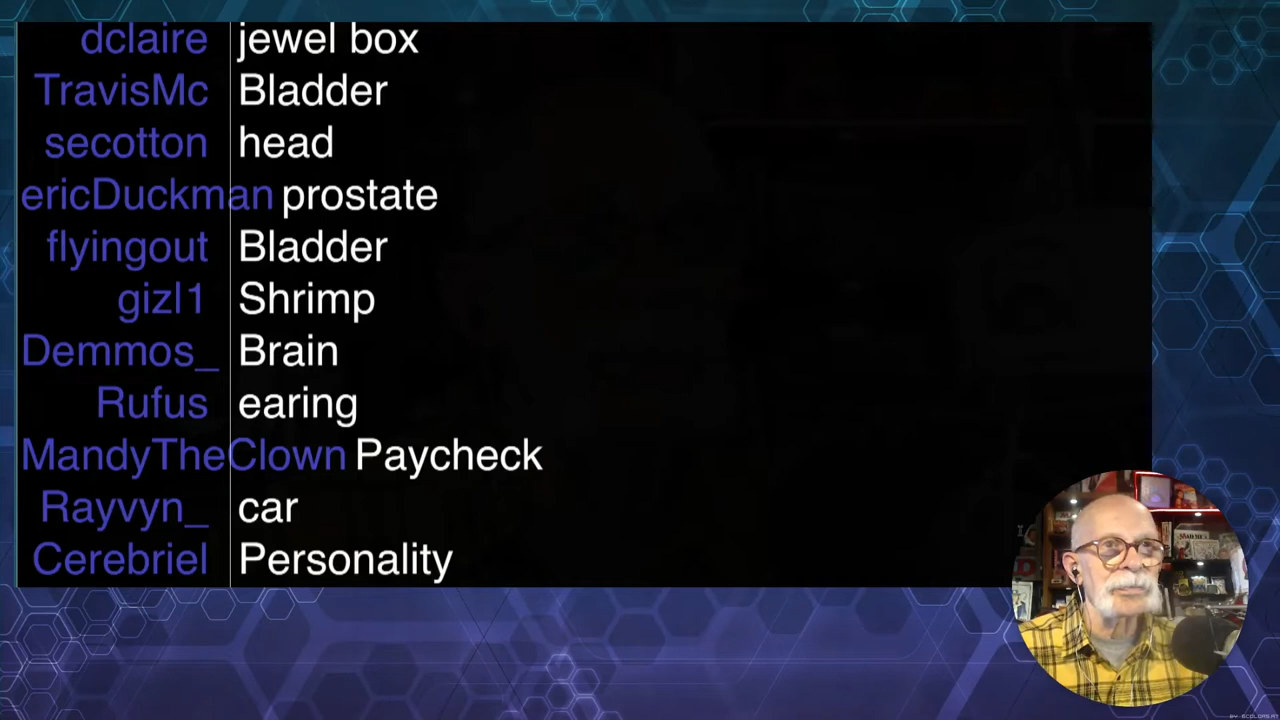 dclaire jewel box
TravisMc Bladder
secotton head
ericDuckman prostate
flyingout Bladder
gizl1 Shrimp
Demmos_ Brain
Rufus earing
MandyTheClown Paycheck
Rayvyn_ car
Cerebriel Personality